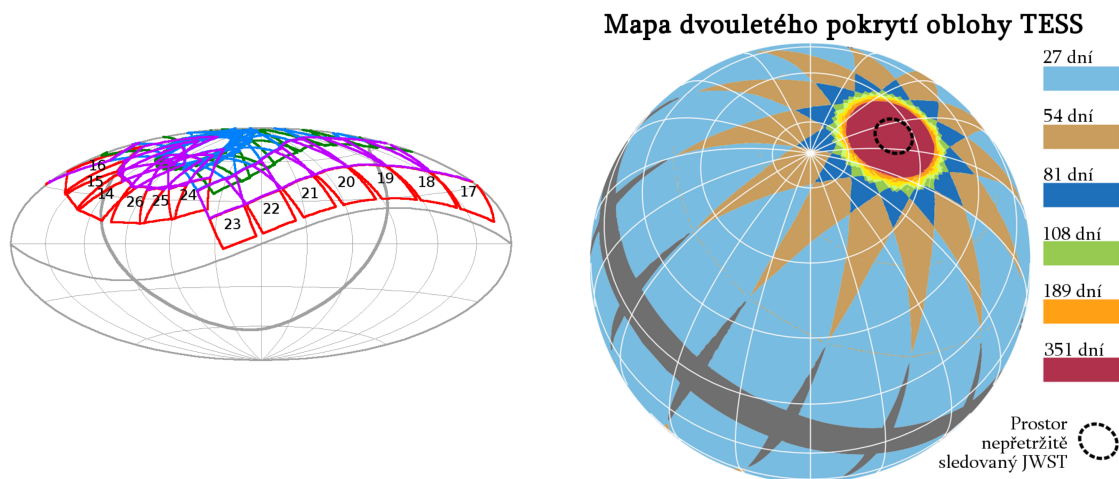 16
15
14
26
25
24
23
22
21
20
19
18
17
Mapa dvouletého pokrytí oblohy TESS
27 dní
54 dní
81 dní
108 dní
189 dní
351 dní
Prostor
nepřetržitě
sledovaný JWST